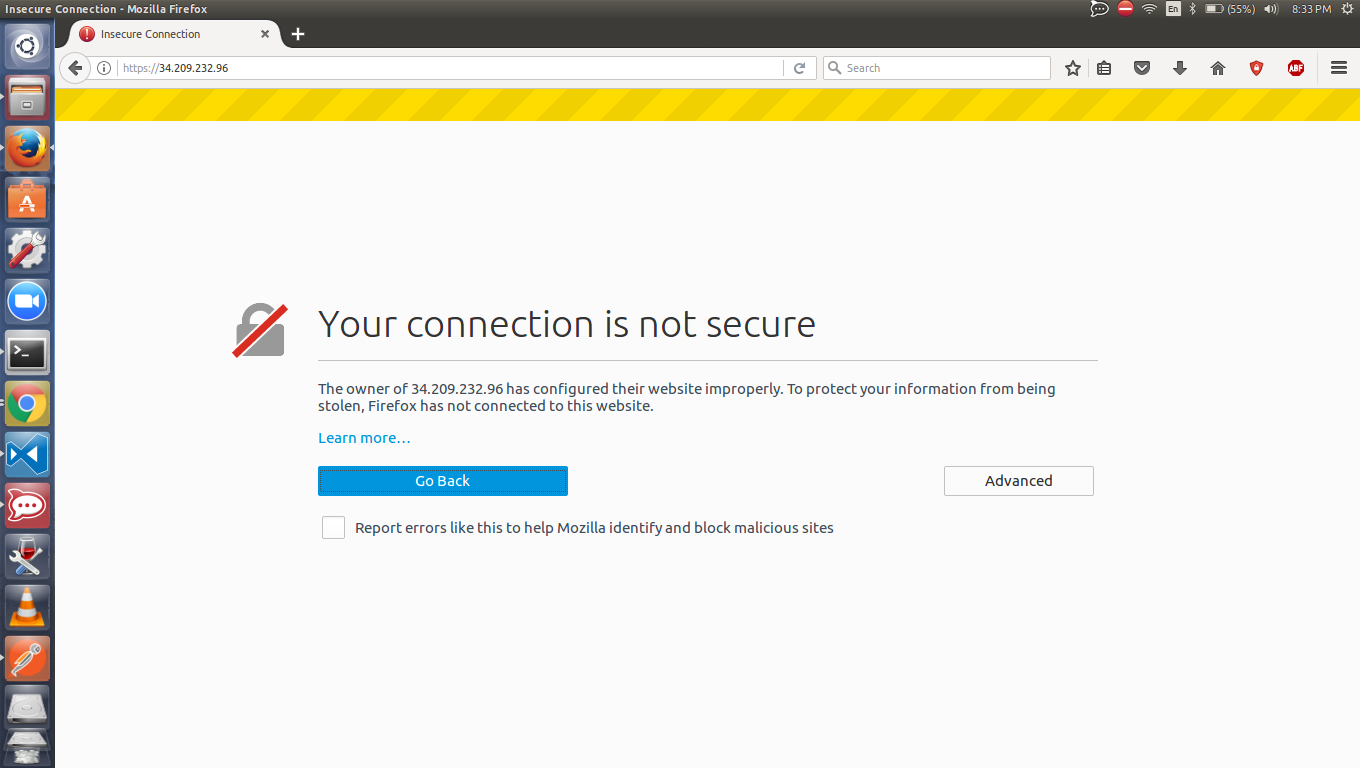 Insecure Connection - Mozilla Firefox
En
(55%)
8:33 PM
Insecure Connection
https://34.209.232.96
Search
ABP
Your connection is not secure
The owner of 34.209.232.96 has configured their website improperly. To protect your information from being
stolen, Firefox has not connected to this website.
Learn more…
Go Back
Advanced
Report errors like this to help Mozilla identify and block malicious sites